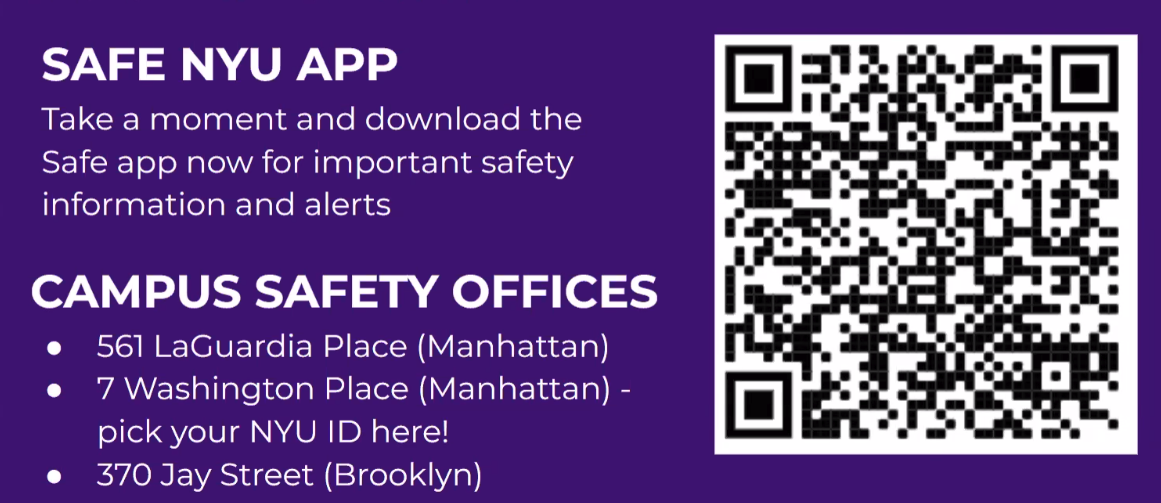 SAFE NYU APP
Take a moment and download the
Safe app now for important safety
information and alerts
CAMPUS SAFETY OFFICES
● 561 LaGuardia Place (Manhattan)
● 7 Washington Place (Manhattan) -
pick your NYU ID here!
● 370 Jay Street (Brooklyn)